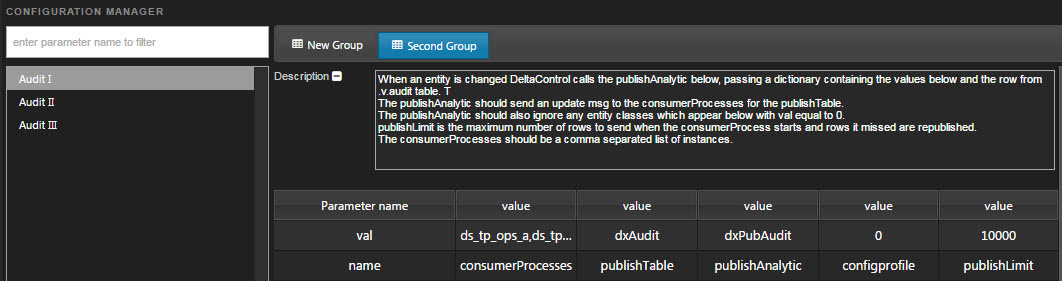 CONFIGURATION MANAGER
enter parameter name to filter
Audit I
Audit II
Audit III
New Group
Second Group
Description
When an entity is changed DeltaControl calls the publishAnalytic below, passing a dictionary containing the values below and the row from
.v.audit table. T
The publishAnalytic should send an update msg to the consumerProcesses for the publishTable.
The publishAnalytic should also ignore any entity classes which appear below with val equal to 0.
publishLimit is the maximum number of rows to send when the consumerProcess starts and rows it missed are republished.
The consumerProcesses should be a comma separated list of instances.
Parameter name value value value value value
val ds_tp_ops_a,ds_tp... dxAudit dxPubAudit 0 10000
name consumerProcesses publishTable publishAnalytic configprofile publishLimit